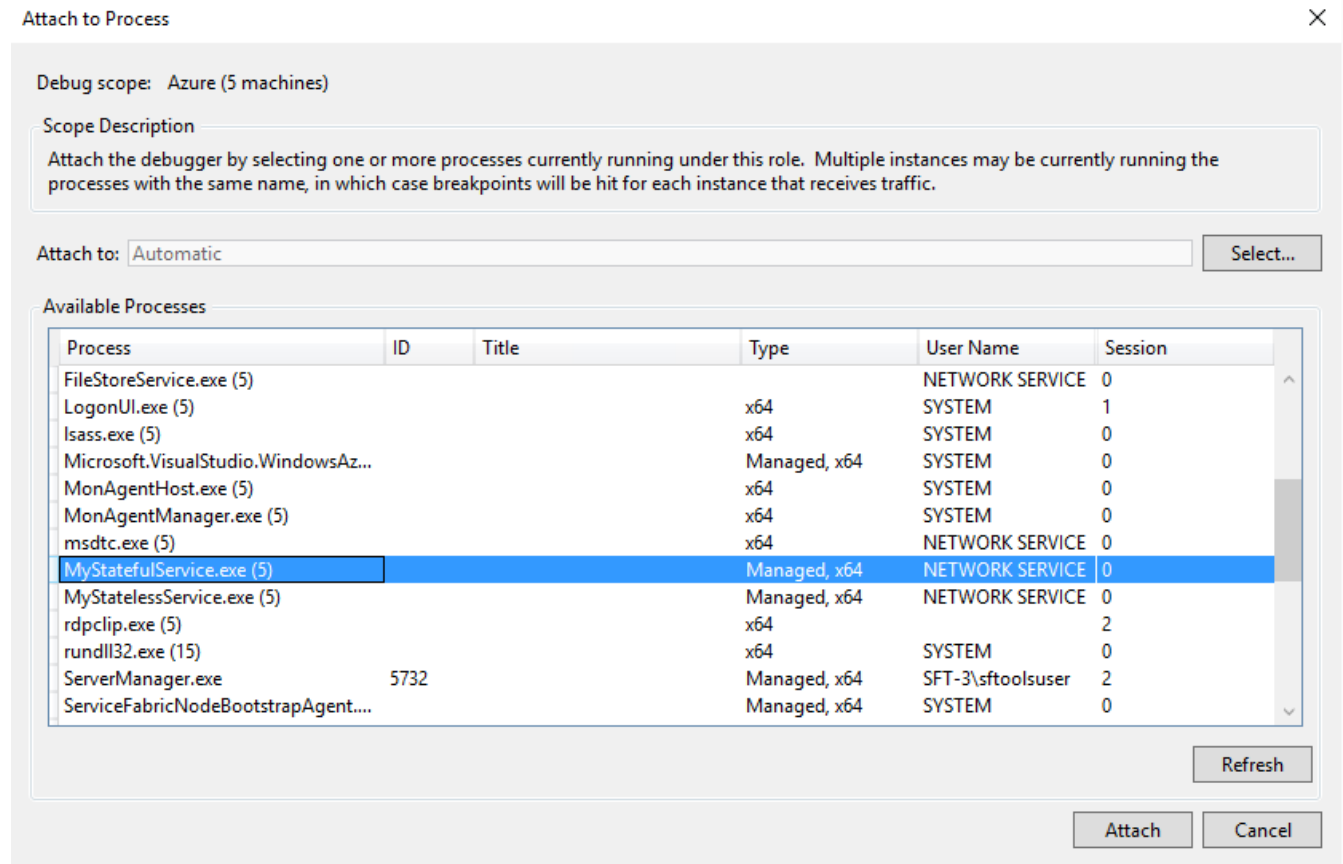 Attach to Process
Debug scope: Azure (5 machines)
Scope Description
Attach the debugger by selecting one or more processes currently running under this role. Multiple instances may be currently running the
processes with the same name, in which case breakpoints will be hit for each instance that receives traffic.
Attach to: Automatic Select...
Available Processes
Process ID Title Type User Name Session
FileStoreService.exe (5) NETWORK SERVICE 0
LogonUI.exe (5) x64 SYSTEM 1
lsass.exe (5) x64 SYSTEM 0
Microsoft.VisualStudio.WindowsAz... Managed, x64 SYSTEM 0
MonAgentHost.exe (5) x64 SYSTEM 0
MonAgentManager.exe (5) x64 SYSTEM 0
msdtc.exe (5) x64 NETWORK SERVICE 0
MyStatefulService.exe (5) Managed, x64 NETWORK SERVICE 0
MyStatelessService.exe (5) Managed, x64 NETWORK SERVICE 0
rdpclip.exe (5) x64 2
rundll32.exe (15) x64 SYSTEM 0
ServerManager.exe 5732 Managed, x64 SFT-3\sftoolsuser 2
ServiceFabricNodeBootstrapAgent.... Managed, x64 SYSTEM 0
Refresh
Attach Cancel